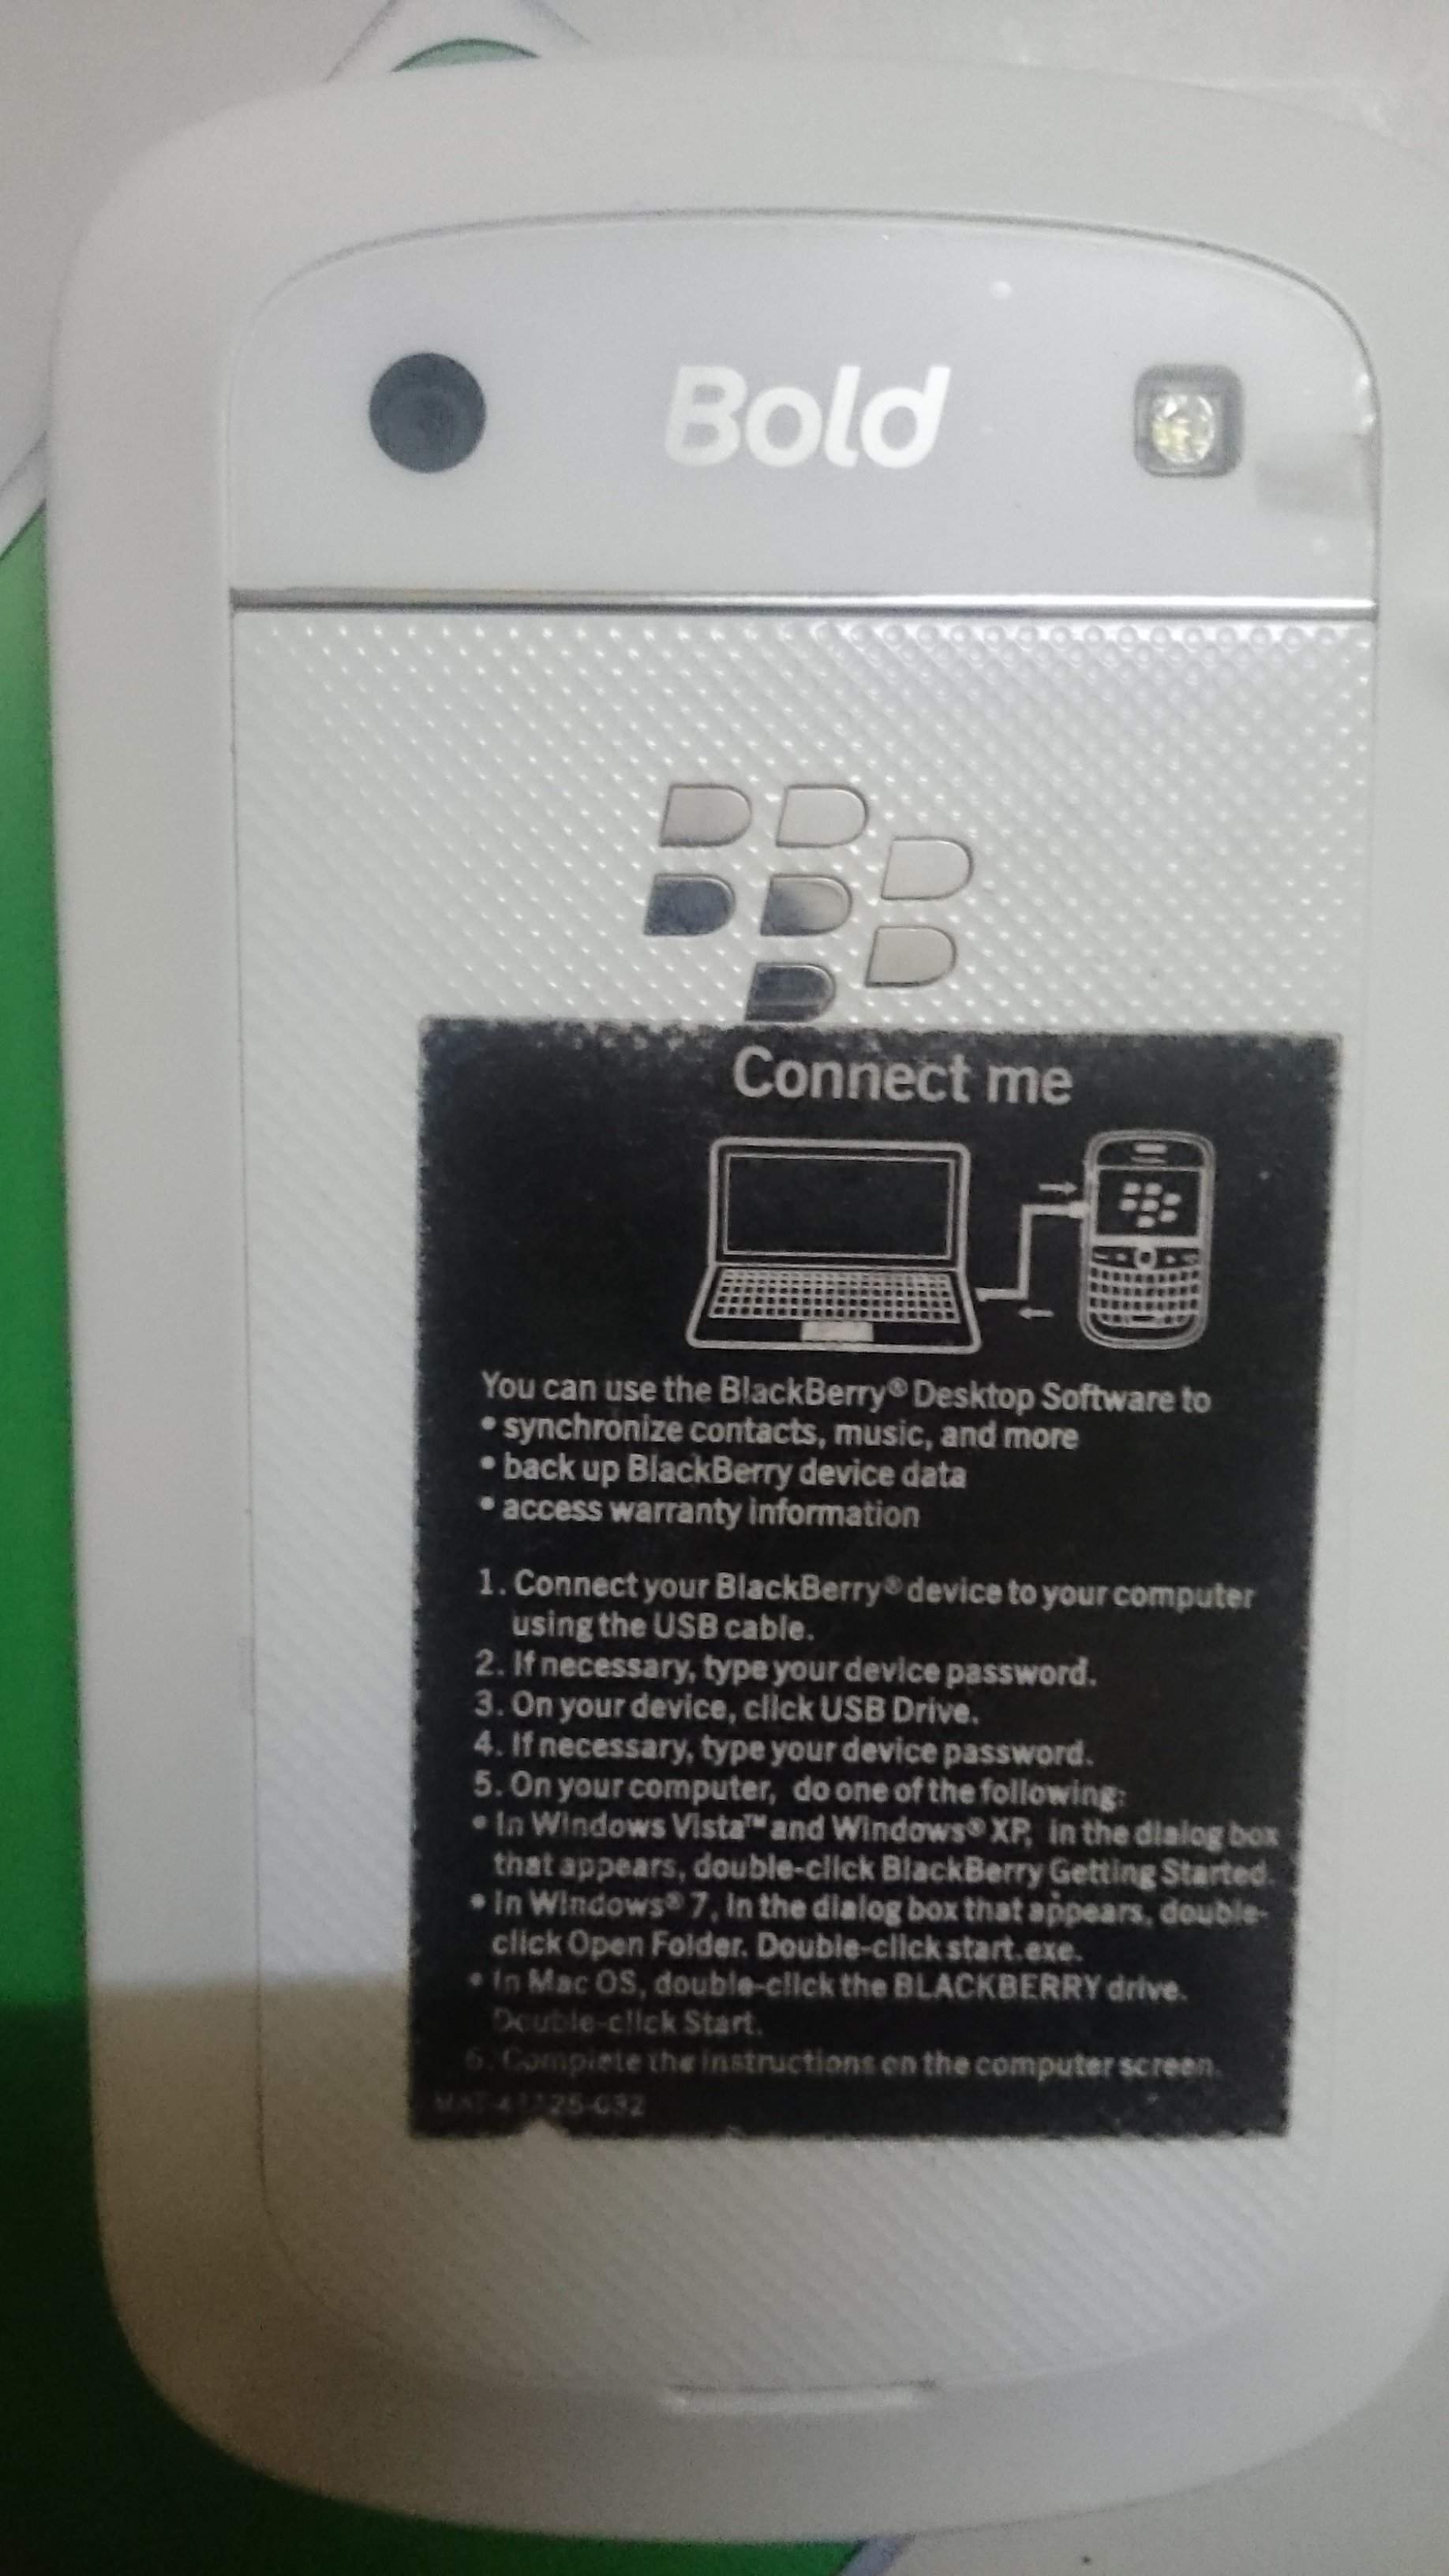 Bold
Connect me
You can use the BlackBerry® Desktop Software to
• synchronize contacts, music, and more
• back up BlackBerry device data
• access warranty information
1. Connect your BlackBerry® device to your computer
using the USB cable.
2. If necessary, type your device password.
3. On your device, click USB Drive.
4. If necessary, type your device password.
5. On your computer, do one of the following:
• In Windows Vista™ and Windows® XP, in the dialog box
that appears, double-click BlackBerry Getting Started.
• In Windows® 7, in the dialog box that appears, double-
click Open Folder. Double-click start.exe.
• In Mac OS, double-click the BLACKBERRY drive.
Double-click Start.
6. Complete the instructions on the computer screen.